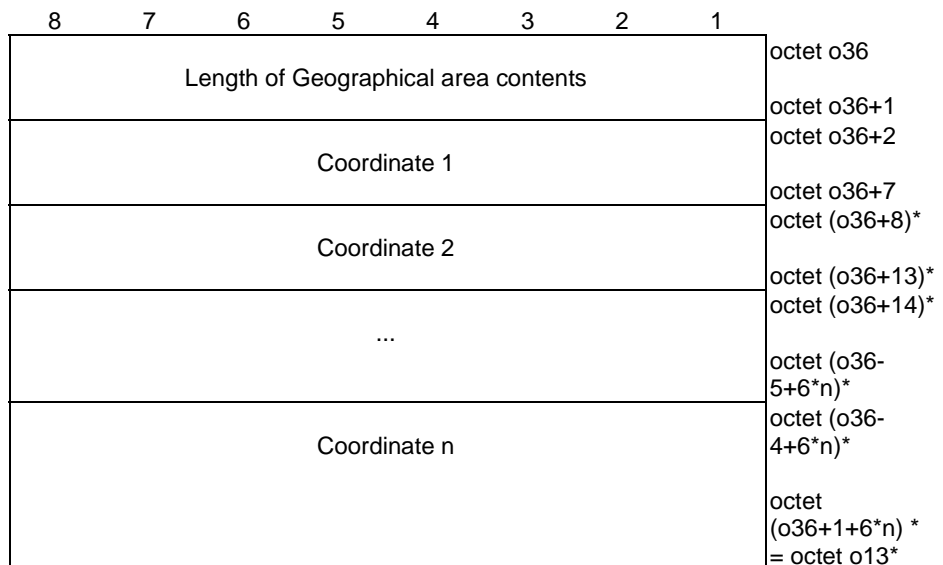 8 7 6 5 4 3 2 1
Length of Geographical area contents
octet o36
octet o36+1
Coordinate 1
octet o36+2
octet o36+7
Coordinate 2
octet (o36+8)*
octet (o36+13)*
...
octet (o36+14)*
octet (o36-
5+6*n)*
Coordinate n
octet (o36-
4+6*n)*
octet
(o36+1+6*n) *
= octet o13*